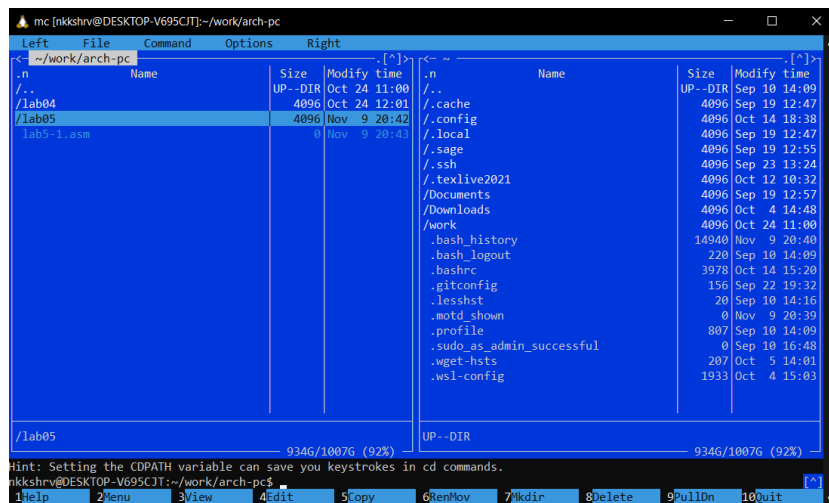 mc [nkkshrv@DESKTOP-V695CJT]:~/work/arch-pc
Left File Command Options Right
<- ~/work/arch-pc .[^]> <- ~ .[^]>
.n Name Size Modify time .n Name Size Modify time
/.. UP--DIR Oct 24 11:00 /.. UP--DIR Sep 10 14:09
/lab04 4096 Oct 24 12:01 /.cache 4096 Sep 19 12:47
/lab05 4096 Nov 9 20:42 /.config 4096 Oct 14 18:38
lab5-1.asm 0 Nov 9 20:43 /.local 4096 Sep 19 12:47
/.sage 4096 Sep 19 12:55
/.ssh 4096 Sep 23 13:24
/.texlive2021 4096 Oct 12 10:32
/Documents 4096 Sep 19 12:57
/Downloads 4096 Oct 4 14:48
/work 4096 Oct 24 11:00
.bash_history 14940 Nov 9 20:40
.bash_logout 220 Sep 10 14:09
.bashrc 3978 Oct 14 15:20
.gitconfig 156 Sep 22 19:32
.lesshst 20 Sep 10 14:16
.motd_shown 0 Nov 9 20:39
.profile 807 Sep 10 14:09
.sudo_as_admin_successful 0 Sep 10 16:48
.wget-hsts 207 Oct 5 14:01
.wsl-config 1933 Oct 4 15:03
/lab05 UP--DIR
934G/1007G (92%) 934G/1007G (92%)
Hint: Setting the CDPATH variable can save you keystrokes in cd commands.
nkkshrv@DESKTOP-V695CJT:~/work/arch-pc$ [^]
1Help 2Menu 3View 4Edit 5Copy 6RenMov 7Mkdir 8Delete 9PullDn 10Quit